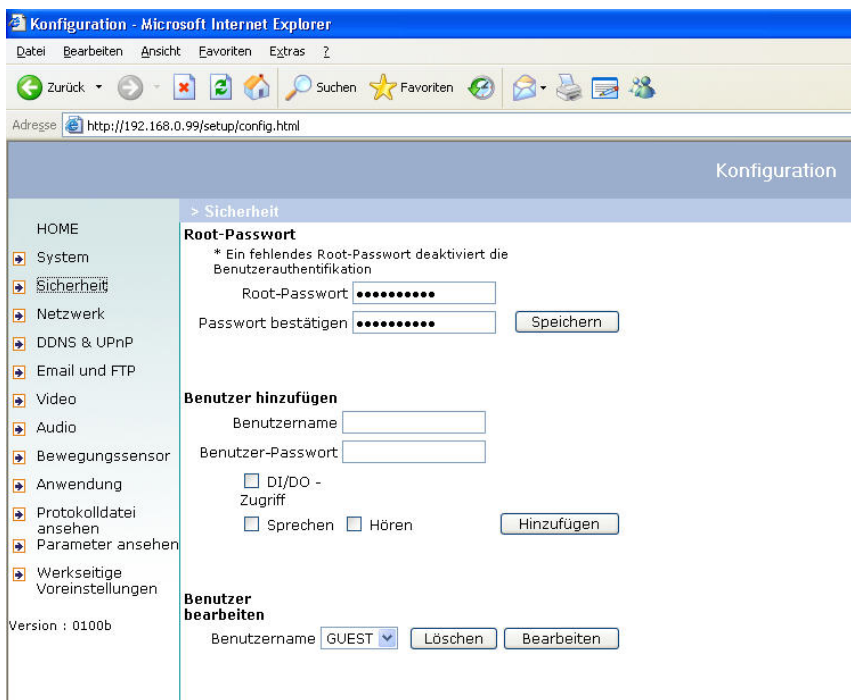 Konfiguration - Microsoft Internet Explorer
Datei Bearbeiten Ansicht Favoriten Extras ?
Zurück Suchen Favoriten
Adresse http://192.168.0.99/setup/config.html
Konfiguration
> Sicherheit
HOME
System
Sicherheit
Netzwerk
DDNS & UPnP
Email und FTP
Video
Audio
Bewegungssensor
Anwendung
Protokolldatei
ansehen
Parameter ansehen
Werkseitige
Voreinstellungen
Version : 0100b
Root-Passwort
* Ein fehlendes Root-Passwort deaktiviert die
Benutzerauthentifikation
Root-Passwort ●●●●●●●●●●
Passwort bestätigen ●●●●●●●●●● Speichern
Benutzer hinzufügen
Benutzername
Benutzer-Passwort
DI/DO -
Zugriff
Sprechen Hören Hinzufügen
Benutzer
bearbeiten
Benutzername GUEST Löschen Bearbeiten